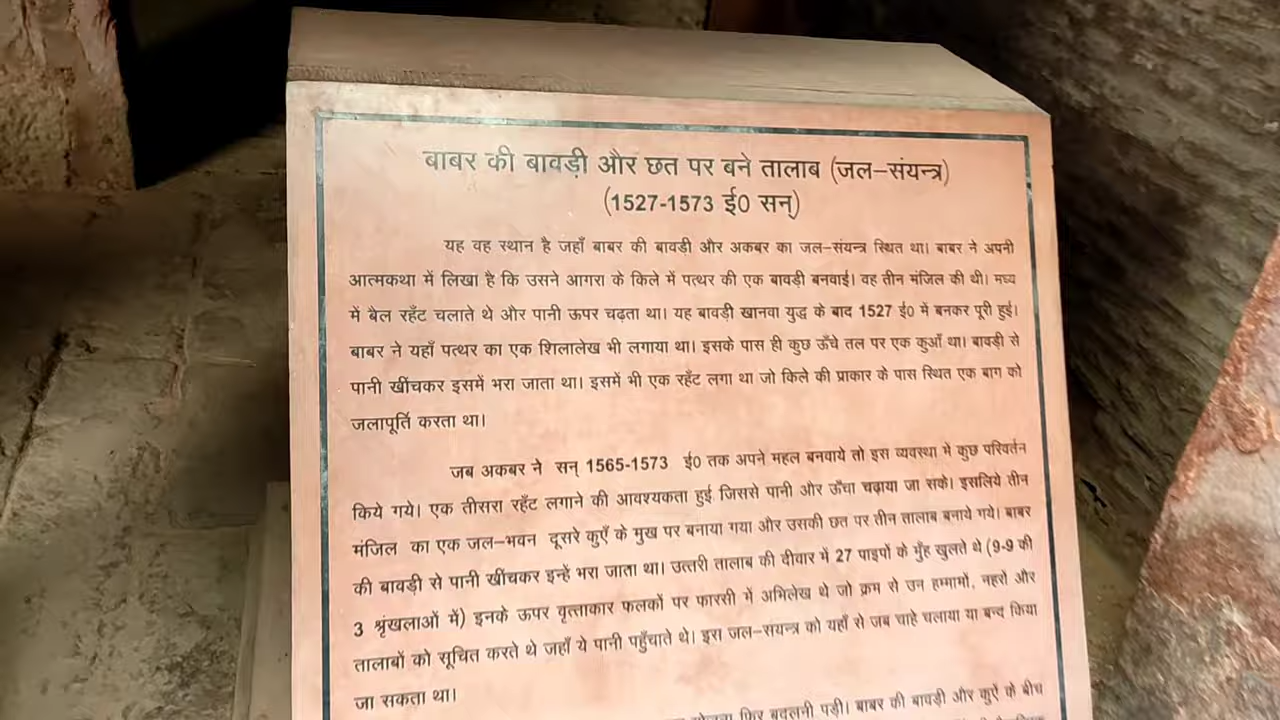 बाबर की बावड़ी और छत पर बने तालाब (जल–संयन्त्र)
(1527-1573 ई0 सन्)
यह वह स्थान है जहाँ बाबर की बावड़ी और अकबर का जल–संयन्त्र स्थित था। बाबर ने अपनी
आत्मकथा में लिखा है कि उसने आगरा के किले में पत्थर की एक बावड़ी बनवाई। वह तीन मंजिल की थी। मध्य
में बैल रहँट चलाते थे और पानी ऊपर चढ़ता था। यह बावड़ी खानवा युद्ध के बाद 1527 ई0 में बनकर पूरी हुई।
बाबर ने यहाँ पत्थर का एक शिलालेख भी लगाया था। इसके पास ही कुछ ऊँचे तल पर एक कुआँ था। बावड़ी से
पानी खींचकर इसमें भरा जाता था। इसमें भी एक रहँट लगा था जो किले की प्राकार के पास स्थित एक बाग को
जलापूर्ति करता था।
जब अकबर ने सन् 1565-1573 ई0 तक अपने महल बनवाये तो इस व्यवस्था मे कुछ परिवर्तन
किये गये। एक तीसरा रहँट लगाने की आवश्यकता हुई जिससे पानी और ऊँचा चढ़ाया जा सके। इसलिये तीन
मंजिल का एक जल–भवन दूसरे कुएँ के मुख पर बनाया गया और उसकी छत पर तीन तालाब बनाये गये। बाबर
की बावड़ी से पानी खींचकर इन्हें भरा जाता था। उत्तरी तालाब की दीवार में 27 पाइपों के मुँह खुलते थे (9-9 की
3 श्रृंखलाओं में) इनके ऊपर वृत्ताकार फलकों पर फारसी में अभिलेख थे जो क्रम से उन हम्मामों, नहरों और
तालाबों को सूचित करते थे जहाँ ये पानी पहुँचाते थे। इस जल–सयन्त्र को यहाँ से जब चाहे चलाया या बन्द किया
जा सकता था।
फिर बदलनी पड़ी। बाबर की बावड़ी और कुऐं के बीच